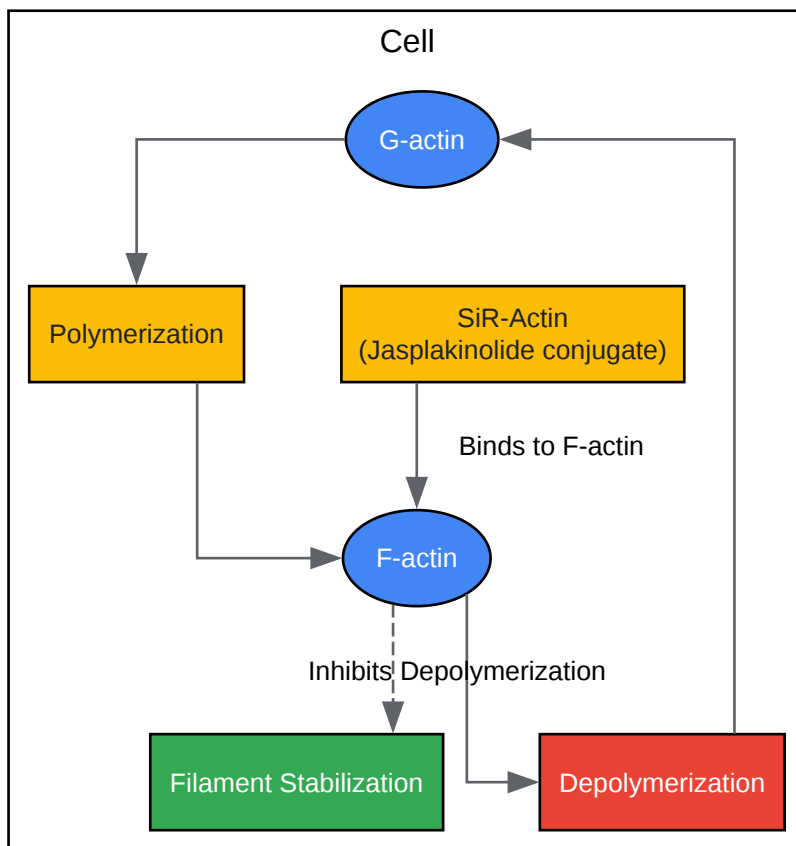 Cell
G-actin
Polymerization
SiR-Actin
(Jasplakinolide conjugate)
Binds to F-actin
F-actin
Inhibits Depolymerization
Filament Stabilization
Depolymerization